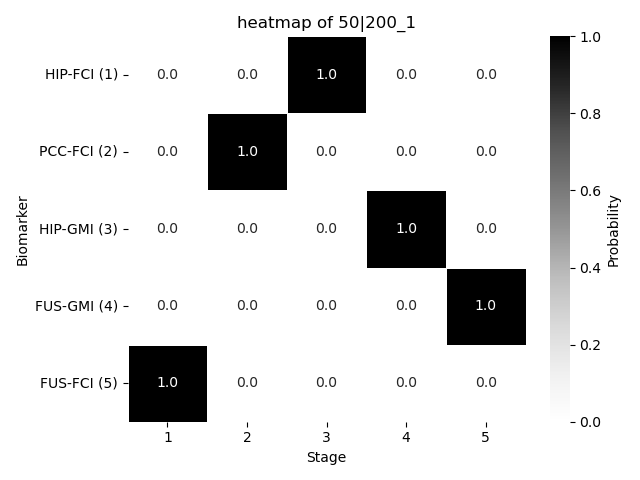 heatmap of 50|200_1
HIP-FCI (1) 0.0 0.0 1.0 0.0 0.0
PCC-FCI (2) 0.0 1.0 0.0 0.0 0.0
HIP-GMI (3) 0.0 0.0 0.0 1.0 0.0
FUS-GMI (4) 0.0 0.0 0.0 0.0 1.0
FUS-FCI (5) 1.0 0.0 0.0 0.0 0.0
1 2 3 4 5
Stage
Biomarker
1.0
0.8
0.6
0.4
0.2
0.0
Probability